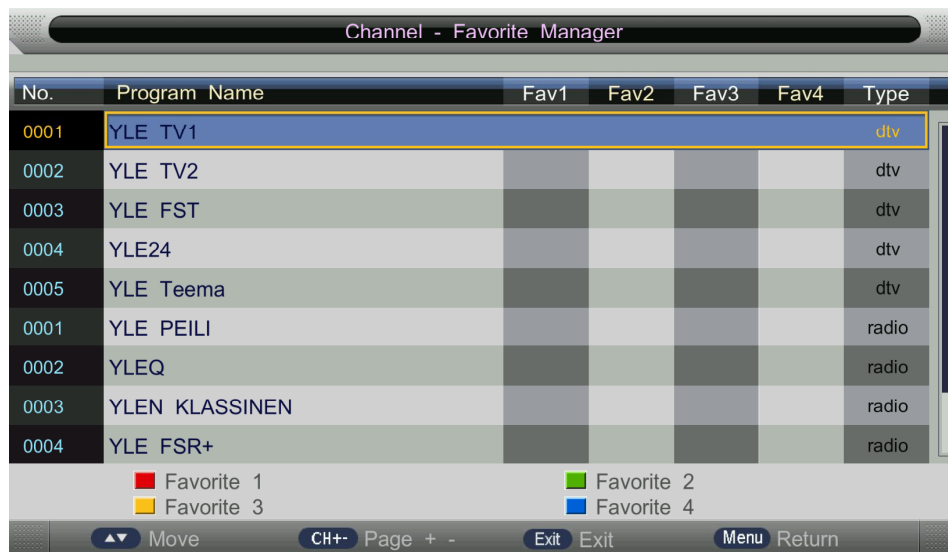 Channel - Favorite Manager
No. Program Name Fav1 Fav2 Fav3 Fav4 Type
0001 YLE TV1 dtv
0002 YLE TV2 dtv
0003 YLE FST dtv
0004 YLE24 dtv
0005 YLE Teema dtv
0001 YLE PEILI radio
0002 YLEQ radio
0003 YLEN KLASSINEN radio
0004 YLE FSR+ radio
Favorite 1 Favorite 2
Favorite 3 Favorite 4
▲▼ Move CH+- Page + - Exit Exit Menu Return